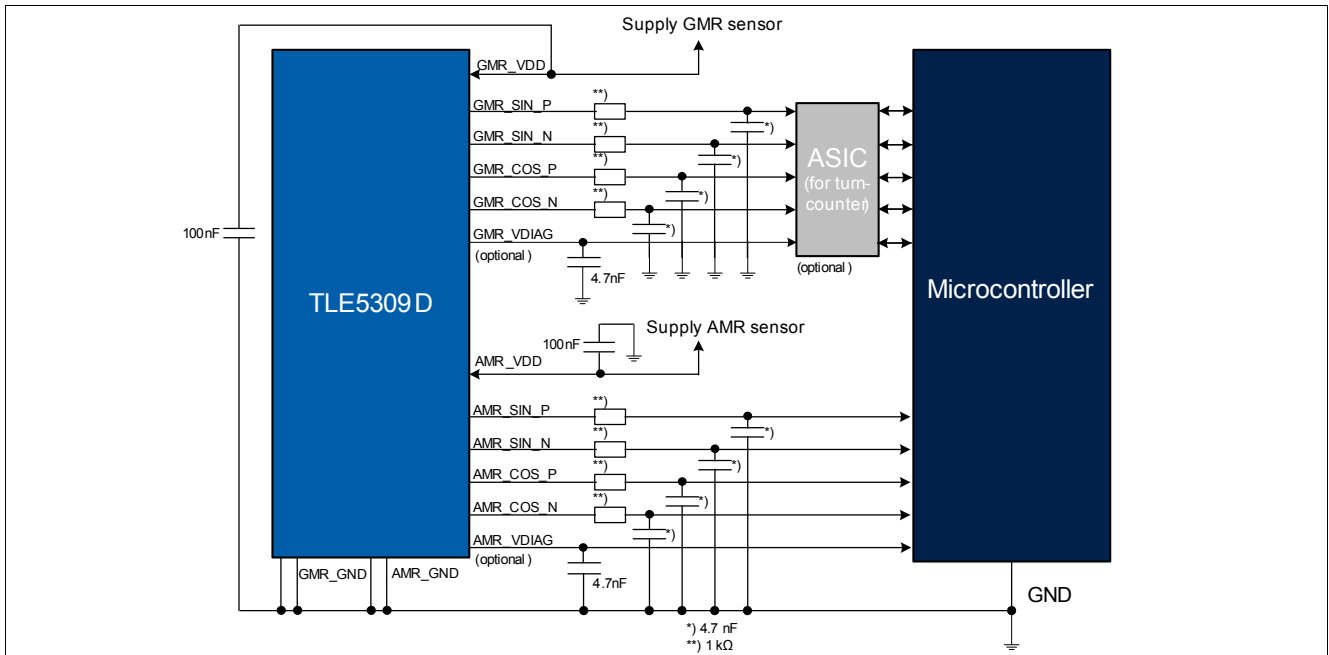 Supply GMR sensor
GMR_VDD
**)
GMR_SIN_P
*)
**)
GMR_SIN_N
*)
**)
GMR_COS_P
*)
**)
GMR_COS_N
*)
GMR_VDIAG
(optional)
4.7nF
ASIC
(for turn-
counter)
(optional)
100nF
TLE5309D
Microcontroller
Supply AMR sensor
100nF
AMR_VDD
**)
AMR_SIN_P
*)
**)
AMR_SIN_N
*)
**)
AMR_COS_P
*)
**)
AMR_COS_N
*)
AMR_VDIAG
(optional)
4.7nF
GMR_GND
AMR_GND
GND
*) 4.7 nF
**) 1 kΩ